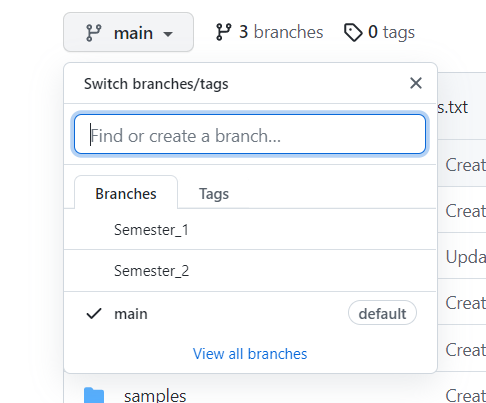 main 3 branches 0 tags
Switch branches/tags
s.txt
Find or create a branch...
Creat
Branches Tags
Creat
Semester_1
Upda
Semester_2
Creat
main default
Creat
View all branches
samples Creat